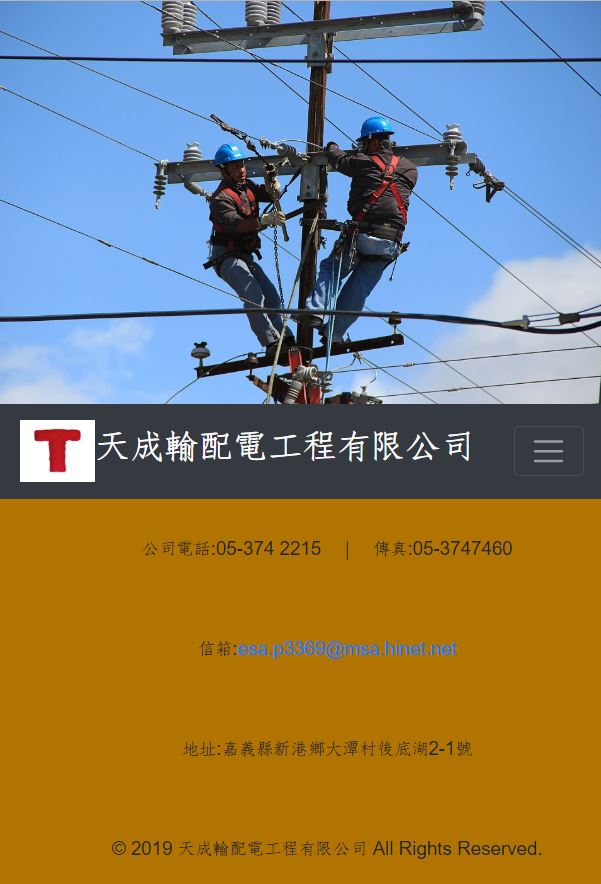 T 天成輸配電工程有限公司
公司電話:05-374 2215 | 傳真:05-3747460
信箱:esa.p3369@msa.hinet.net
地址:嘉義縣新港鄉大潭村後底湖2-1號
© 2019 天成輸配電工程有限公司 All Rights Reserved.